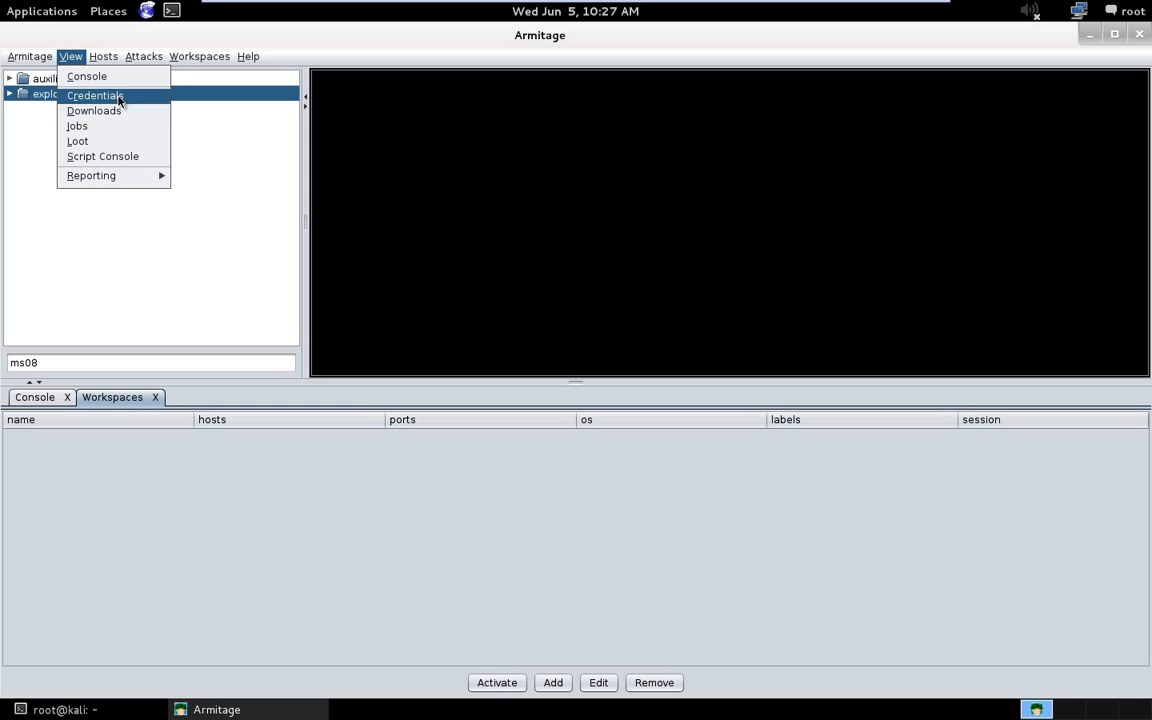 Applications Places Wed Jun 5, 10:27 AM root
Armitage
Armitage View Hosts Attacks Workspaces Help
Console
Credentials
Downloads
Jobs
Loot
Script Console
Reporting
ms08
Console X Workspaces X
name hosts ports os labels session
Activate Add Edit Remove
root@kali: ~ Armitage